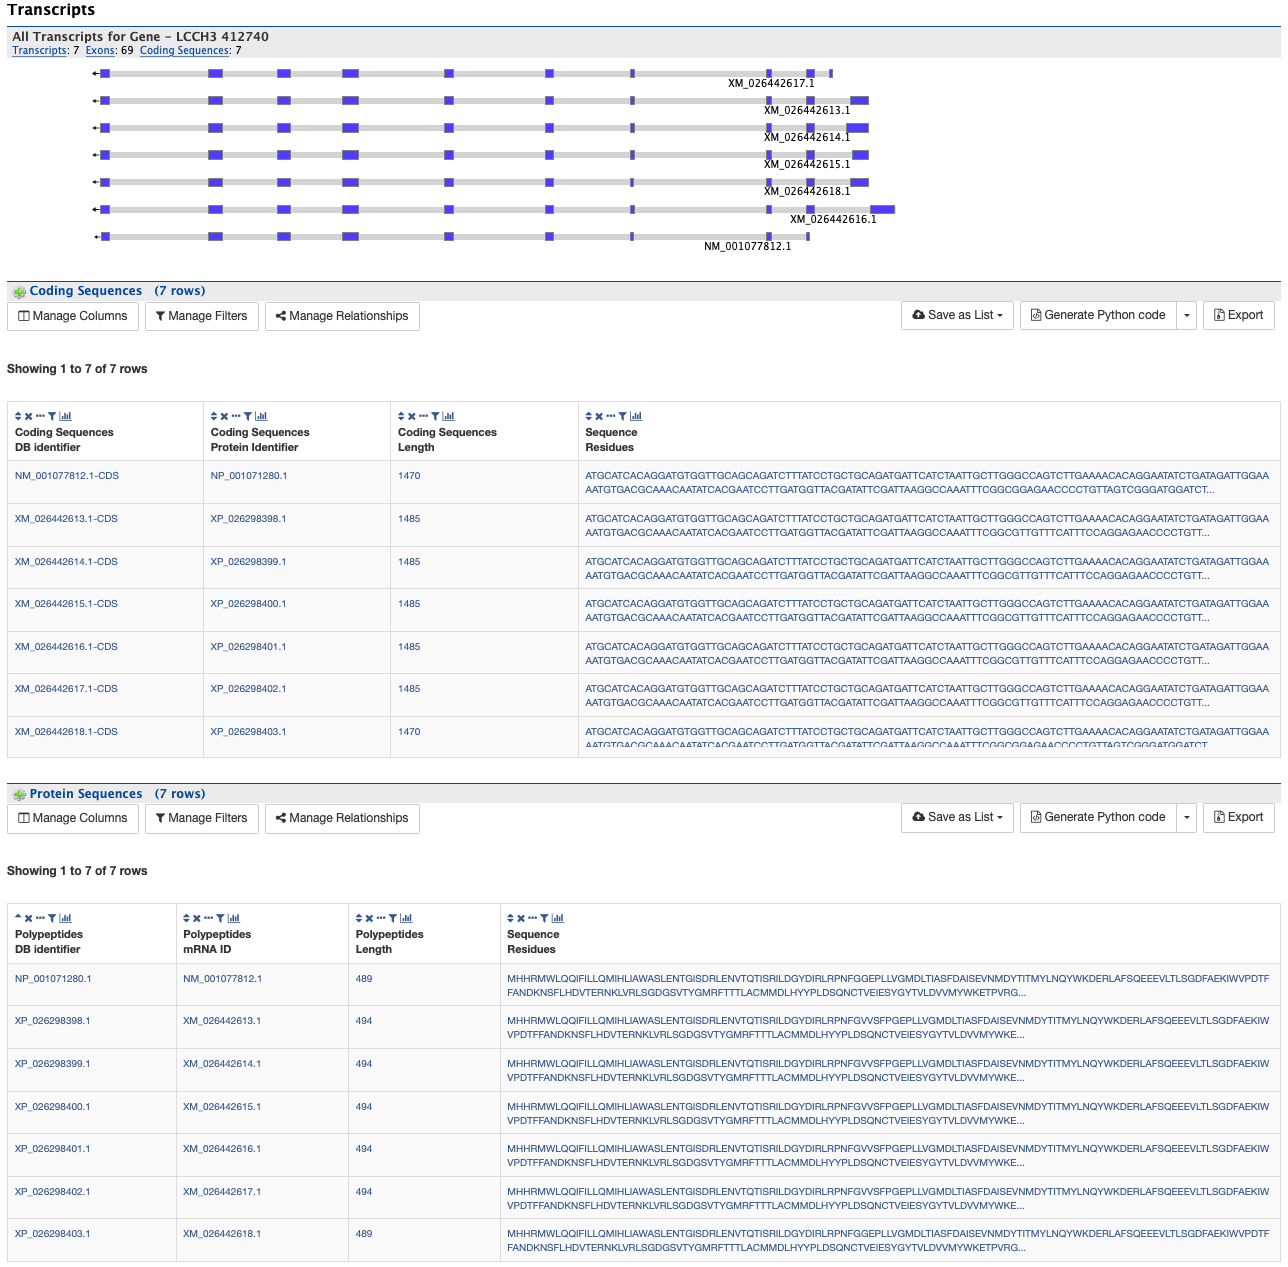 Transcripts
All Transcripts for Gene - LCCH3 412740
Transcripts: 7 Exons: 69 Coding Sequences: 7
XM_026442617.1
XM_026442613.1
XM_026442614.1
XM_026442615.1
XM_026442618.1
XM_026442616.1
NM_001077812.1
Coding Sequences (7 rows)
Manage Columns Manage Filters Manage Relationships Save as List Generate Python code Export
Showing 1 to 7 of 7 rows
Coding Sequences Coding Sequences Coding Sequences Sequence
DB identifier Protein Identifier Length Residues
NM_001077812.1-CDS NP_001071280.1 1470 ATGCATCACAGGATGTGGTTGCAGCAGATCTTTATCCTGCTGCAGATGATTCATCTAATTGCTTGGGCCAGTCTTGAAAACACAGGAATATCTGATAGATTGGAA
AATGTGACGCAAACAATATCACGAATCCTTGATGGTTACGATATTCGATTAAGGCCAAATTTCGGCGGAGAACCCCTGTTAGTCGGGATGGATCT...
XM_026442613.1-CDS XP_026298398.1 1485 ATGCATCACAGGATGTGGTTGCAGCAGATCTTTATCCTGCTGCAGATGATTCATCTAATTGCTTGGGCCAGTCTTGAAAACACAGGAATATCTGATAGATTGGAA
AATGTGACGCAAACAATATCACGAATCCTTGATGGTTACGATATTCGATTAAGGCCAAATTTCGGCGTTGTTTCATTTCCAGGAGAACCCCTGTT...
XM_026442614.1-CDS XP_026298399.1 1485 ATGCATCACAGGATGTGGTTGCAGCAGATCTTTATCCTGCTGCAGATGATTCATCTAATTGCTTGGGCCAGTCTTGAAAACACAGGAATATCTGATAGATTGGAA
AATGTGACGCAAACAATATCACGAATCCTTGATGGTTACGATATTCGATTAAGGCCAAATTTCGGCGTTGTTTCATTTCCAGGAGAACCCCTGTT...
XM_026442615.1-CDS XP_026298400.1 1485 ATGCATCACAGGATGTGGTTGCAGCAGATCTTTATCCTGCTGCAGATGATTCATCTAATTGCTTGGGCCAGTCTTGAAAACACAGGAATATCTGATAGATTGGAA
AATGTGACGCAAACAATATCACGAATCCTTGATGGTTACGATATTCGATTAAGGCCAAATTTCGGCGTTGTTTCATTTCCAGGAGAACCCCTGTT...
XM_026442616.1-CDS XP_026298401.1 1485 ATGCATCACAGGATGTGGTTGCAGCAGATCTTTATCCTGCTGCAGATGATTCATCTAATTGCTTGGGCCAGTCTTGAAAACACAGGAATATCTGATAGATTGGAA
AATGTGACGCAAACAATATCACGAATCCTTGATGGTTACGATATTCGATTAAGGCCAAATTTCGGCGTTGTTTCATTTCCAGGAGAACCCCTGTT...
XM_026442617.1-CDS XP_026298402.1 1485 ATGCATCACAGGATGTGGTTGCAGCAGATCTTTATCCTGCTGCAGATGATTCATCTAATTGCTTGGGCCAGTCTTGAAAACACAGGAATATCTGATAGATTGGAA
AATGTGACGCAAACAATATCACGAATCCTTGATGGTTACGATATTCGATTAAGGCCAAATTTCGGCGTTGTTTCATTTCCAGGAGAACCCCTGTT...
XM_026442618.1-CDS XP_026298403.1 1470 ATGCATCACAGGATGTGGTTGCAGCAGATCTTTATCCTGCTGCAGATGATTCATCTAATTGCTTGGGCCAGTCTTGAAAACACAGGAATATCTGATAGATTGGAA
AATGTGACGCAAACAATATCACGAATCCTTGATGGTTACGATATTCGATTAAGGCCAAATTTCGGCGGAGAACCCCTGTTAGTCGGGATGGATCT
Protein Sequences (7 rows)
Manage Columns Manage Filters Manage Relationships Save as List Generate Python code Export
Showing 1 to 7 of 7 rows
Polypeptides Polypeptides Polypeptides Sequence
DB identifier mRNA ID Length Residues
NP_001071280.1 NM_001077812.1 489 MHHRMWLQQIFILLQMIHLIAWASLENTGISDRLENVTQTISRILDGYDIRLRPNFGGEPLLVGMDLTIASFDAISEVNMDYTITMYLNQYWKDERLAFSQEEEVLTLSGDFAEKIWVPDTF
FANDKNSFLHDVTERNKLVRLSGDGSVTYGMRFTTTLACMMDLHYYPLDSQNCTVEIESYGYTVLDVVMYWKETPVRG...
XP_026298398.1 XM_026442613.1 494 MHHRMWLQQIFILLQMIHLIAWASLENTGISDRLENVTQTISRILDGYDIRLRPNFGVVSFPGEPLLVGMDLTIASFDAISEVNMDYTITMYLNQYWKDERLAFSQEEEVLTLSGDFAEKIW
VPDTFFANDKNSFLHDVTERNKLVRLSGDGSVTYGMRFTTTLACMMDLHYYPLDSQNCTVEIESYGYTVLDVVMYWKE...
XP_026298399.1 XM_026442614.1 494 MHHRMWLQQIFILLQMIHLIAWASLENTGISDRLENVTQTISRILDGYDIRLRPNFGVVSFPGEPLLVGMDLTIASFDAISEVNMDYTITMYLNQYWKDERLAFSQEEEVLTLSGDFAEKIW
VPDTFFANDKNSFLHDVTERNKLVRLSGDGSVTYGMRFTTTLACMMDLHYYPLDSQNCTVEIESYGYTVLDVVMYWKE...
XP_026298400.1 XM_026442615.1 494 MHHRMWLQQIFILLQMIHLIAWASLENTGISDRLENVTQTISRILDGYDIRLRPNFGVVSFPGEPLLVGMDLTIASFDAISEVNMDYTITMYLNQYWKDERLAFSQEEEVLTLSGDFAEKIW
VPDTFFANDKNSFLHDVTERNKLVRLSGDGSVTYGMRFTTTLACMMDLHYYPLDSQNCTVEIESYGYTVLDVVMYWKE...
XP_026298401.1 XM_026442616.1 494 MHHRMWLQQIFILLQMIHLIAWASLENTGISDRLENVTQTISRILDGYDIRLRPNFGVVSFPGEPLLVGMDLTIASFDAISEVNMDYTITMYLNQYWKDERLAFSQEEEVLTLSGDFAEKIW
VPDTFFANDKNSFLHDVTERNKLVRLSGDGSVTYGMRFTTTLACMMDLHYYPLDSQNCTVEIESYGYTVLDVVMYWKE...
XP_026298402.1 XM_026442617.1 494 MHHRMWLQQIFILLQMIHLIAWASLENTGISDRLENVTQTISRILDGYDIRLRPNFGVVSFPGEPLLVGMDLTIASFDAISEVNMDYTITMYLNQYWKDERLAFSQEEEVLTLSGDFAEKIW
VPDTFFANDKNSFLHDVTERNKLVRLSGDGSVTYGMRFTTTLACMMDLHYYPLDSQNCTVEIESYGYTVLDVVMYWKE...
XP_026298403.1 XM_026442618.1 489 MHHRMWLQQIFILLQMIHLIAWASLENTGISDRLENVTQTISRILDGYDIRLRPNFGGEPLLVGMDLTIASFDAISEVNMDYTITMYLNQYWKDERLAFSQEEEVLTLSGDFAEKIWVPDTF
FANDKNSFLHDVTERNKLVRLSGDGSVTYGMRFTTTLACMMDLHYYPLDSQNCTVEIESYGYTVLDVVMYWKETPVRG...